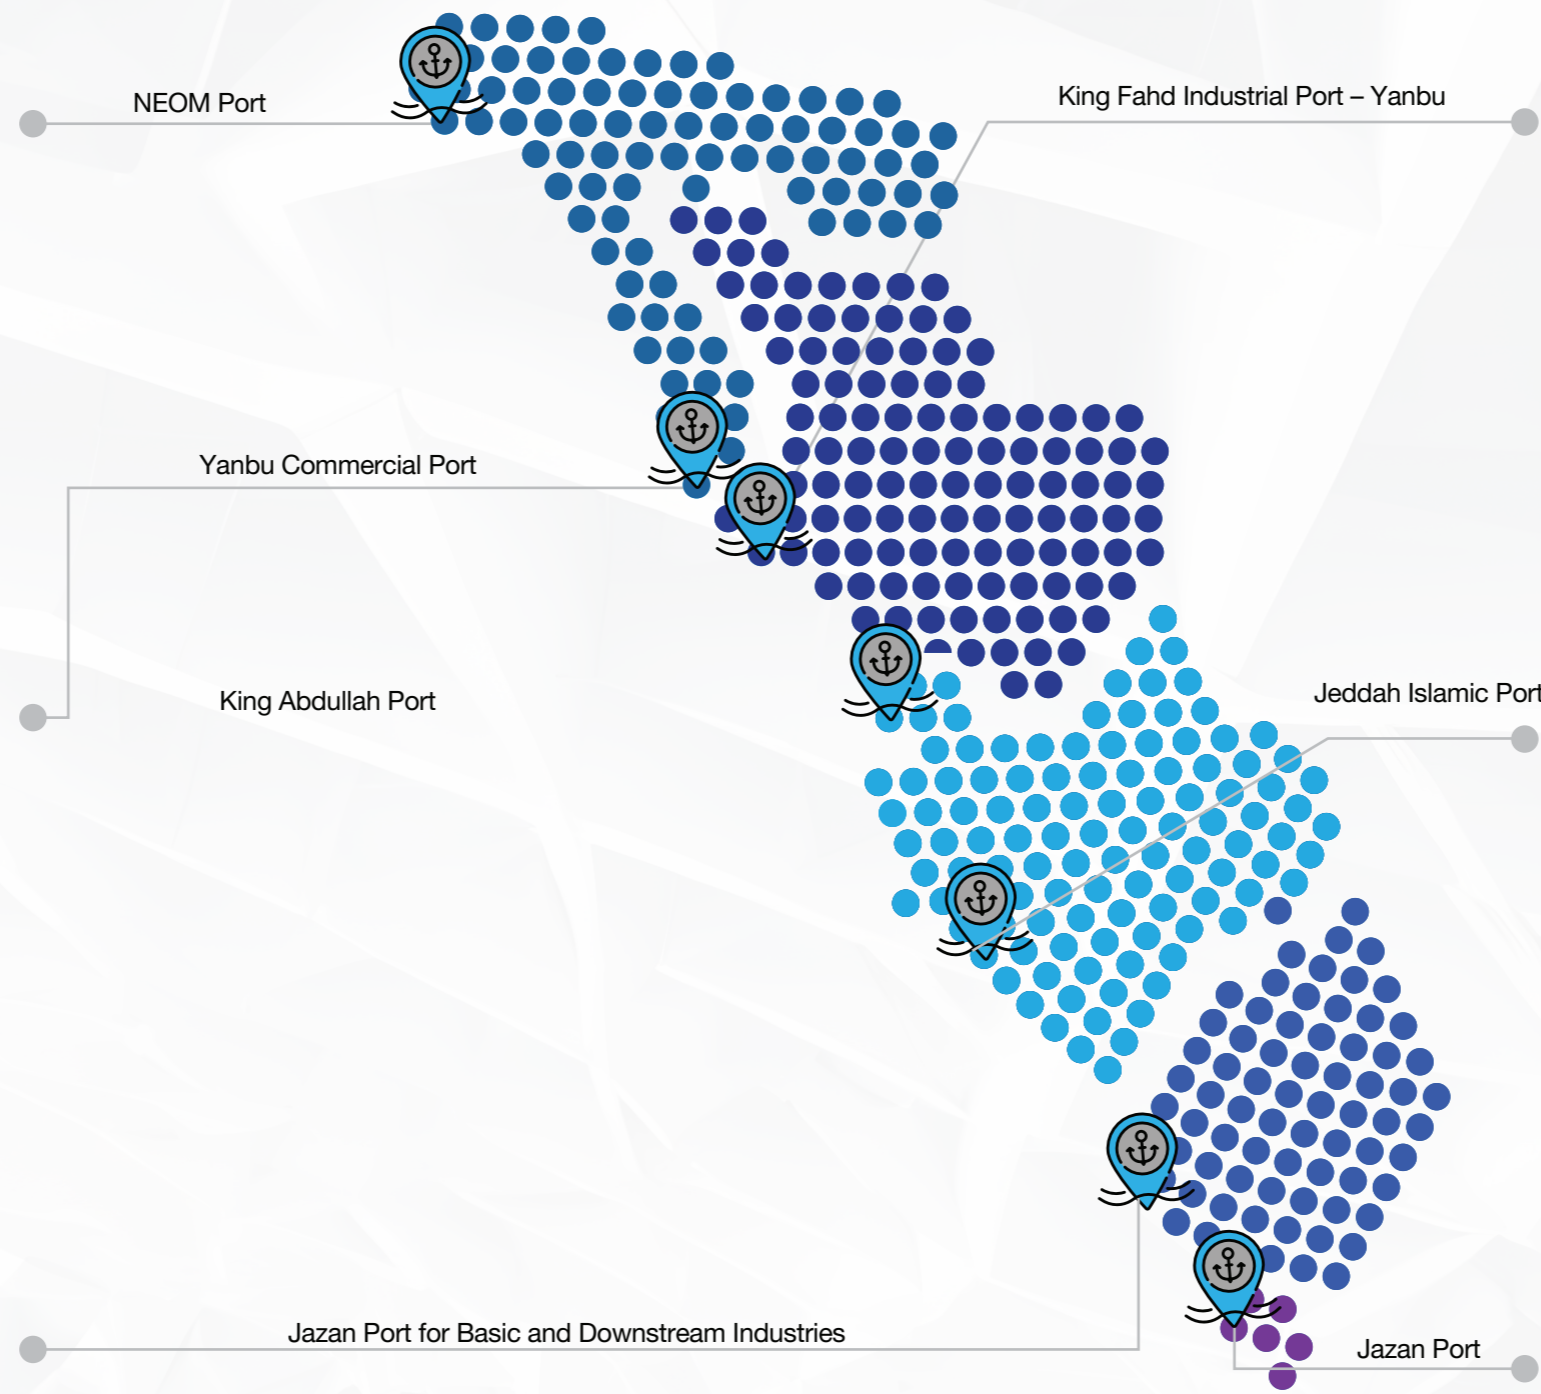 NEOM Port
King Fahd Industrial Port – Yanbu
Yanbu Commercial Port
King Abdullah Port
Jeddah Islamic Port
Jazan Port for Basic and Downstream Industries
Jazan Port